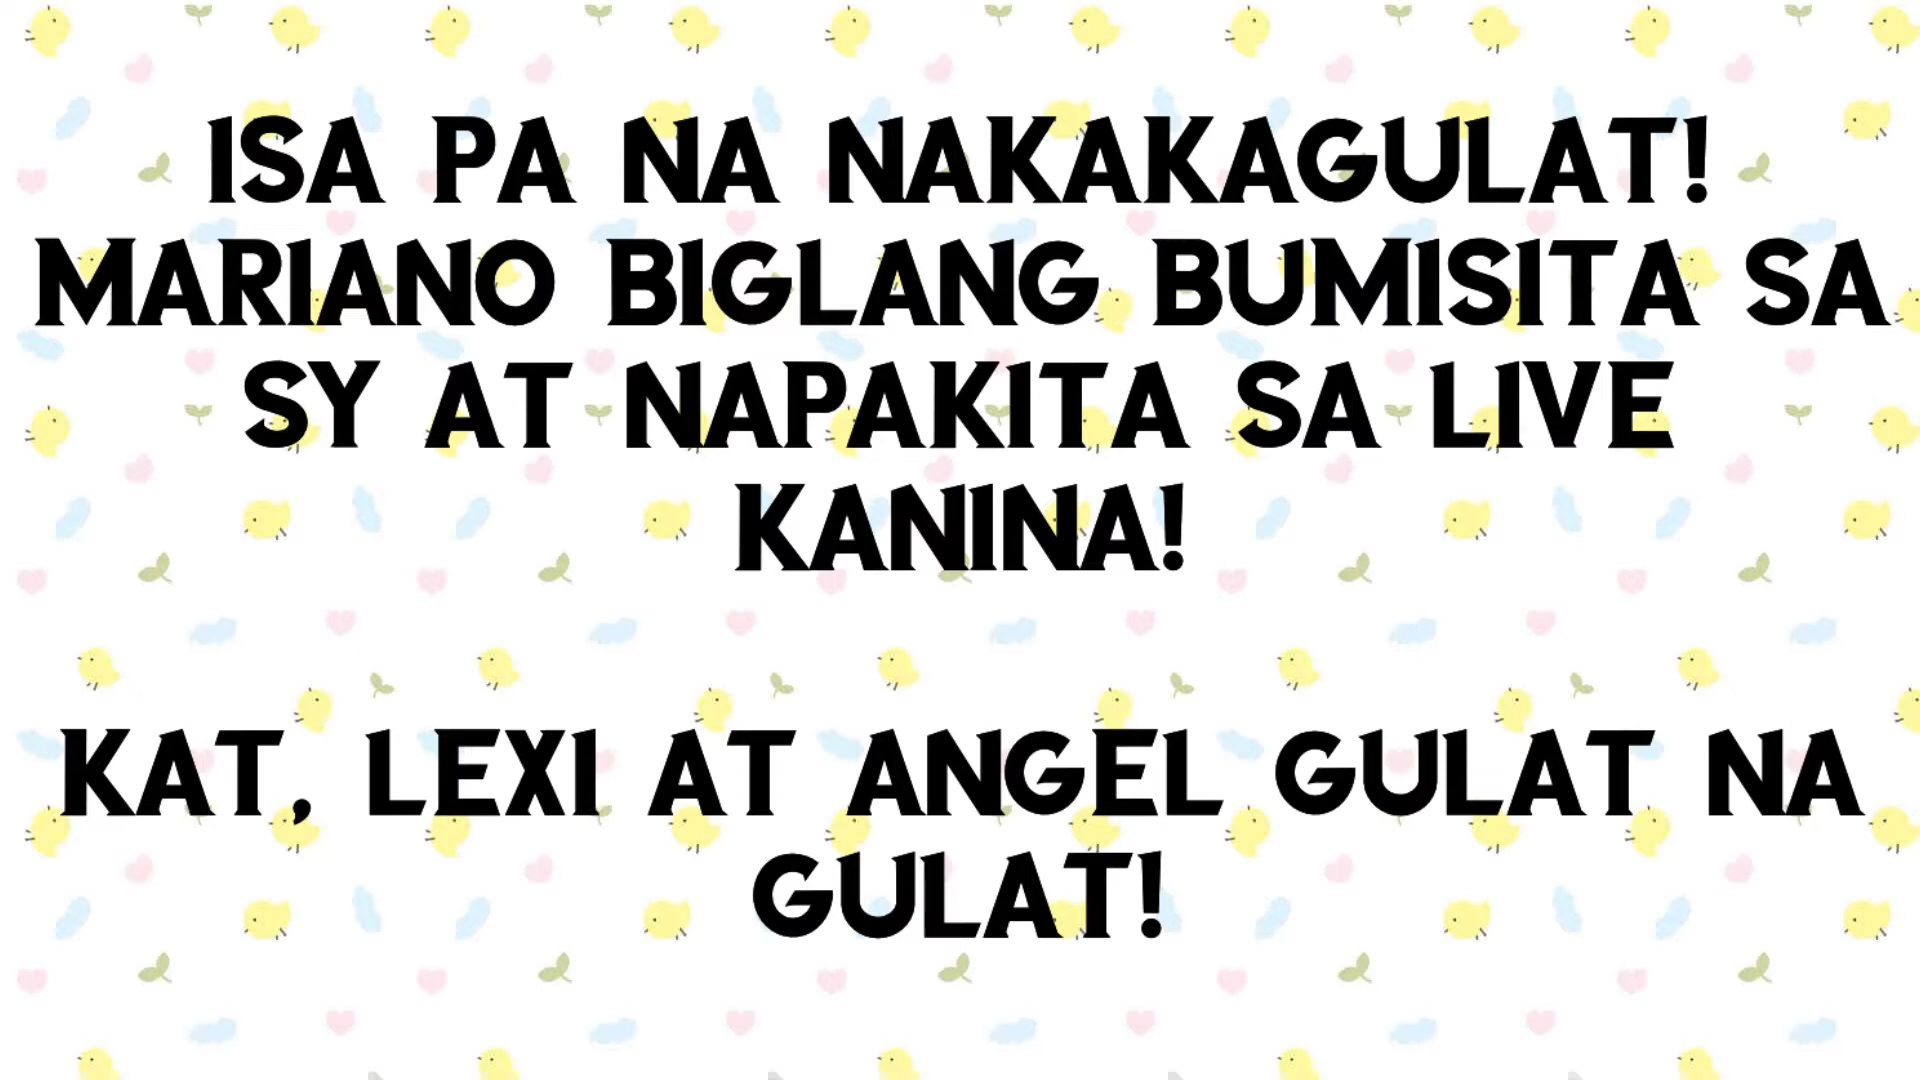 ISA PA NA NAKAKAGULAT!
MARIANO BIGLANG BUMISITA SA
SY AT NAPAKITA SA LIVE
KANINA!
KAT, LEXI AT ANGEL GULAT NA
GULAT!